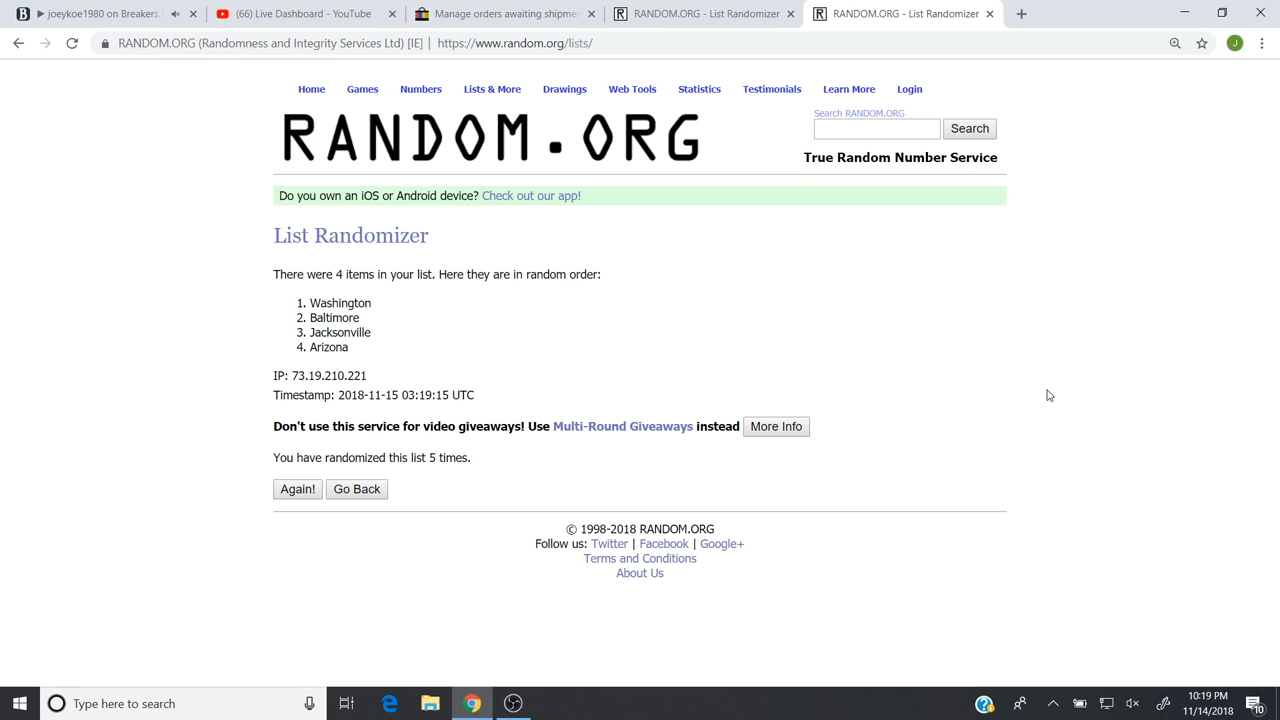 joeykoe1980 on Breakers T
(66) Live Dashboard - YouTube
Manage orders awaiting shipmen
RANDOM.ORG - List Randomizer
RANDOM.ORG - List Randomizer
RANDOM.ORG (Randomness and Integrity Services Ltd) [IE] | https://www.random.org/lists/
J
Home Games Numbers Lists & More Drawings Web Tools Statistics Testimonials Learn More Login
RANDOM.ORG
Search RANDOM.ORG
Search
True Random Number Service
Do you own an iOS or Android device? Check out our app!
List Randomizer
There were 4 items in your list. Here they are in random order:
1. Washington
2. Baltimore
3. Jacksonville
4. Arizona
IP: 73.19.210.221
Timestamp: 2018-11-15 03:19:15 UTC
Don't use this service for video giveaways! Use Multi-Round Giveaways instead More Info
You have randomized this list 5 times.
Again! Go Back
© 1998-2018 RANDOM.ORG
Follow us: Twitter | Facebook | Google+
Terms and Conditions
About Us
Type here to search
10:19 PM
11/14/2018
10